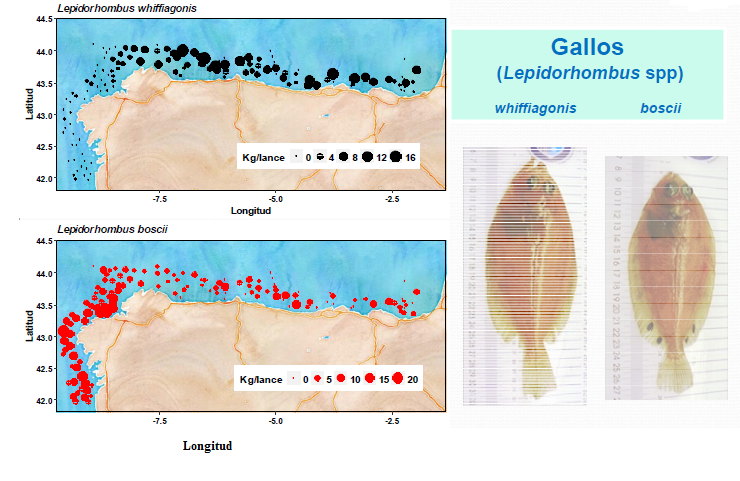 Lepidorhombus whiffiagonis
44.5
44.0
43.5
43.0
42.5
42.0
Latitud
Kg/lance 0 4 8 12 16
-7.5 -5.0 -2.5
Longitud
Lepidorhombus boscii
44.5
44.0
43.5
43.0
42.5
42.0
Latitud
Kg/lance 0 5 10 15 20
-7.5 -5.0 -2.5
Longitud
Gallos
(Lepidorhombus spp)
whiffiagonis boscii